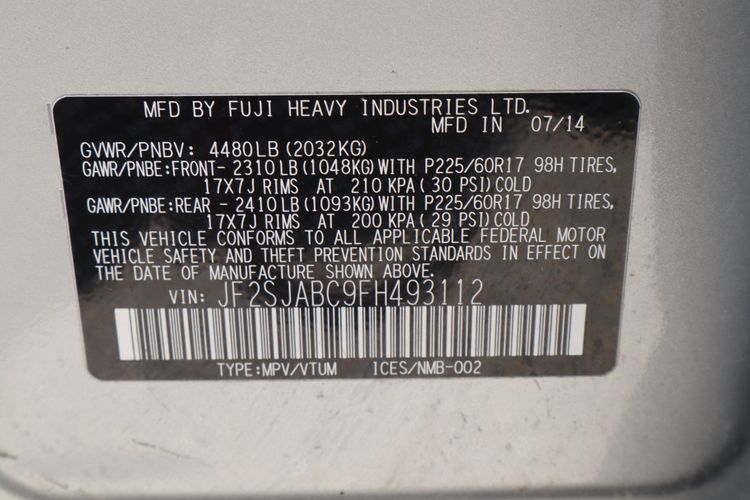 MFD BY FUJI HEAVY INDUSTRIES LTD.
MFD IN 07/14
GVWR/PNBV: 4480LB (2032KG)
GAWR/PNBE:FRONT- 2310LB (1048KG) WITH P225/60R17 98H TIRES,
17X7J RIMS AT 210 KPA (30 PSI) COLD
GAWR/PNBE:REAR - 2410LB (1093KG) WITH P225/60R17 98H TIRES,
17X7J RIMS AT 200 KPA (29 PSI) COLD
THIS VEHICLE CONFORMS TO ALL APPLICABLE FEDERAL MOTOR
VEHICLE SAFETY AND THEFT PREVENTION STANDARDS IN EFFECT ON
THE DATE OF MANUFACTURE SHOWN ABOVE.
VIN: JF2SJABC9FH493112
TYPE:MPV/VTUM ICES/NMB-002